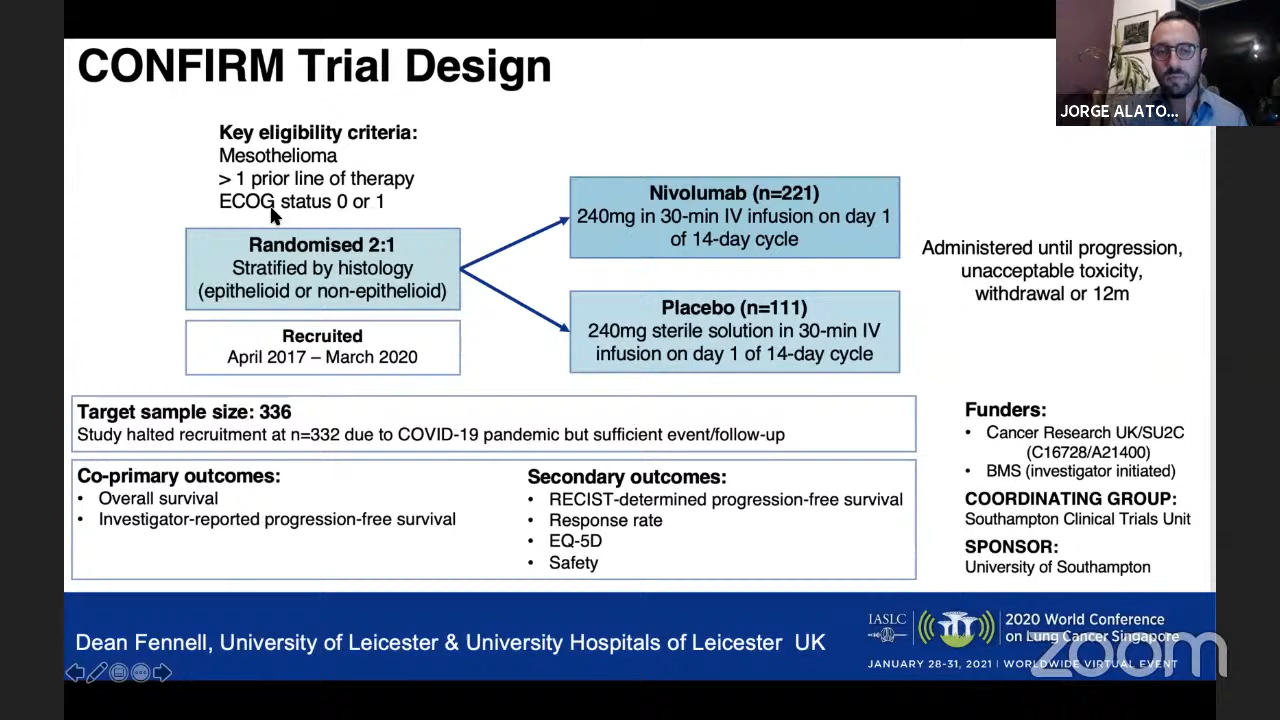 CONFIRM Trial Design
JORGE ALATO...
Key eligibility criteria:
Mesothelioma
> 1 prior line of therapy
ECOG status 0 or 1
Randomised 2:1
Stratified by histology
(epithelioid or non-epithelioid)
Recruited
April 2017 – March 2020
Nivolumab (n=221)
240mg in 30-min IV infusion on day 1
of 14-day cycle
Placebo (n=111)
240mg sterile solution in 30-min IV
infusion on day 1 of 14-day cycle
Administered until progression,
unacceptable toxicity,
withdrawal or 12m
Target sample size: 336
Study halted recruitment at n=332 due to COVID-19 pandemic but sufficient event/follow-up
Co-primary outcomes:
• Overall survival
• Investigator-reported progression-free survival
Secondary outcomes:
• RECIST-determined progression-free survival
• Response rate
• EQ-5D
• Safety
Funders:
• Cancer Research UK/SU2C
(C16728/A21400)
• BMS (investigator initiated)
COORDINATING GROUP:
Southampton Clinical Trials Unit
SPONSOR:
University of Southampton
Dean Fennell, University of Leicester & University Hospitals of Leicester UK
IASLC
2020 World Conference
on Lung Cancer Singapore
JANUARY 28-31, 2021 | WORLDWIDE VIRTUAL EVENT
zoom